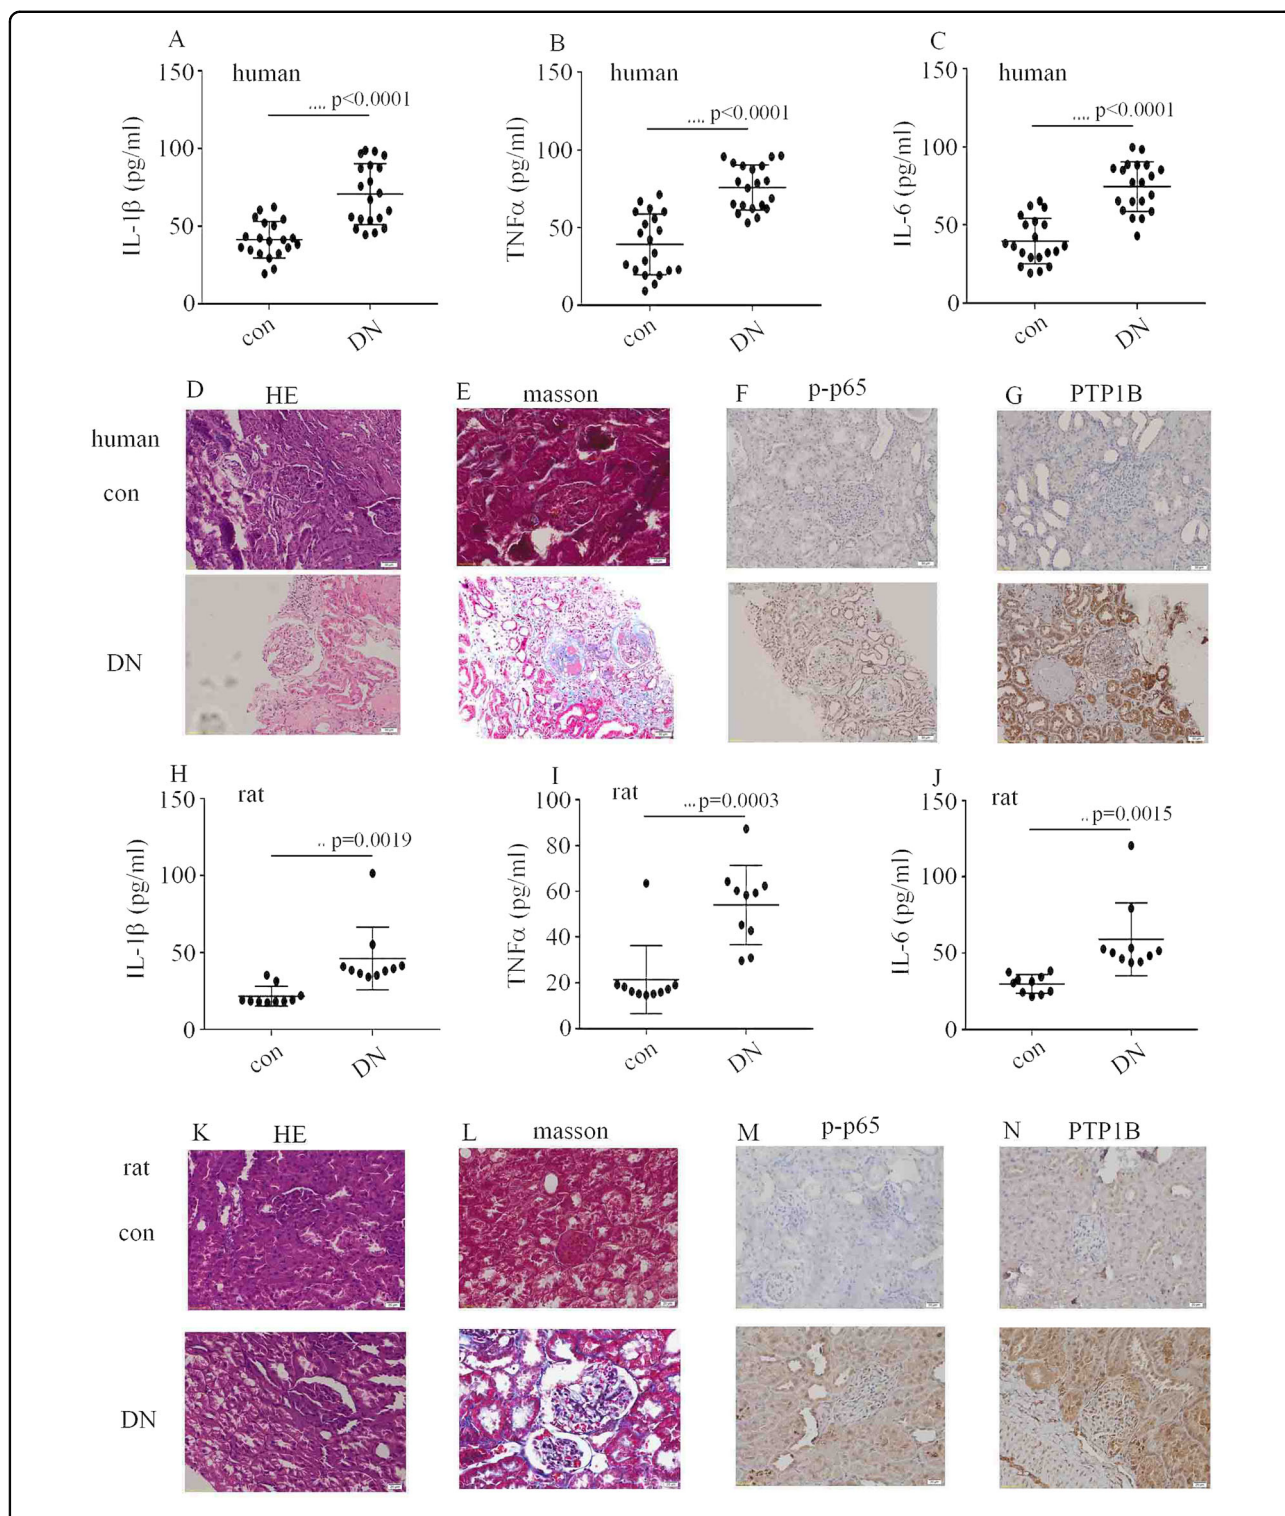 A
B
C
human
human
human
p<0.0001
p<0.0001
p<0.0001
150
100
50
0
IL-1β (pg/ml)
con
DN
150
100
50
0
TNFα (pg/ml)
con
DN
150
100
50
0
IL-6 (pg/ml)
con
DN
D
HE
E
masson
F
p-p65
G
PTP1B
human
con
DN
H
rat
p=0.0019
150
100
50
0
IL-1β (pg/ml)
con
DN
I
rat
p=0.0003
100
80
60
40
20
0
TNFα (pg/ml)
con
DN
J
rat
p=0.0015
150
100
50
0
IL-6 (pg/ml)
con
DN
K
HE
L
masson
M
p-p65
N
PTP1B
rat
con
DN